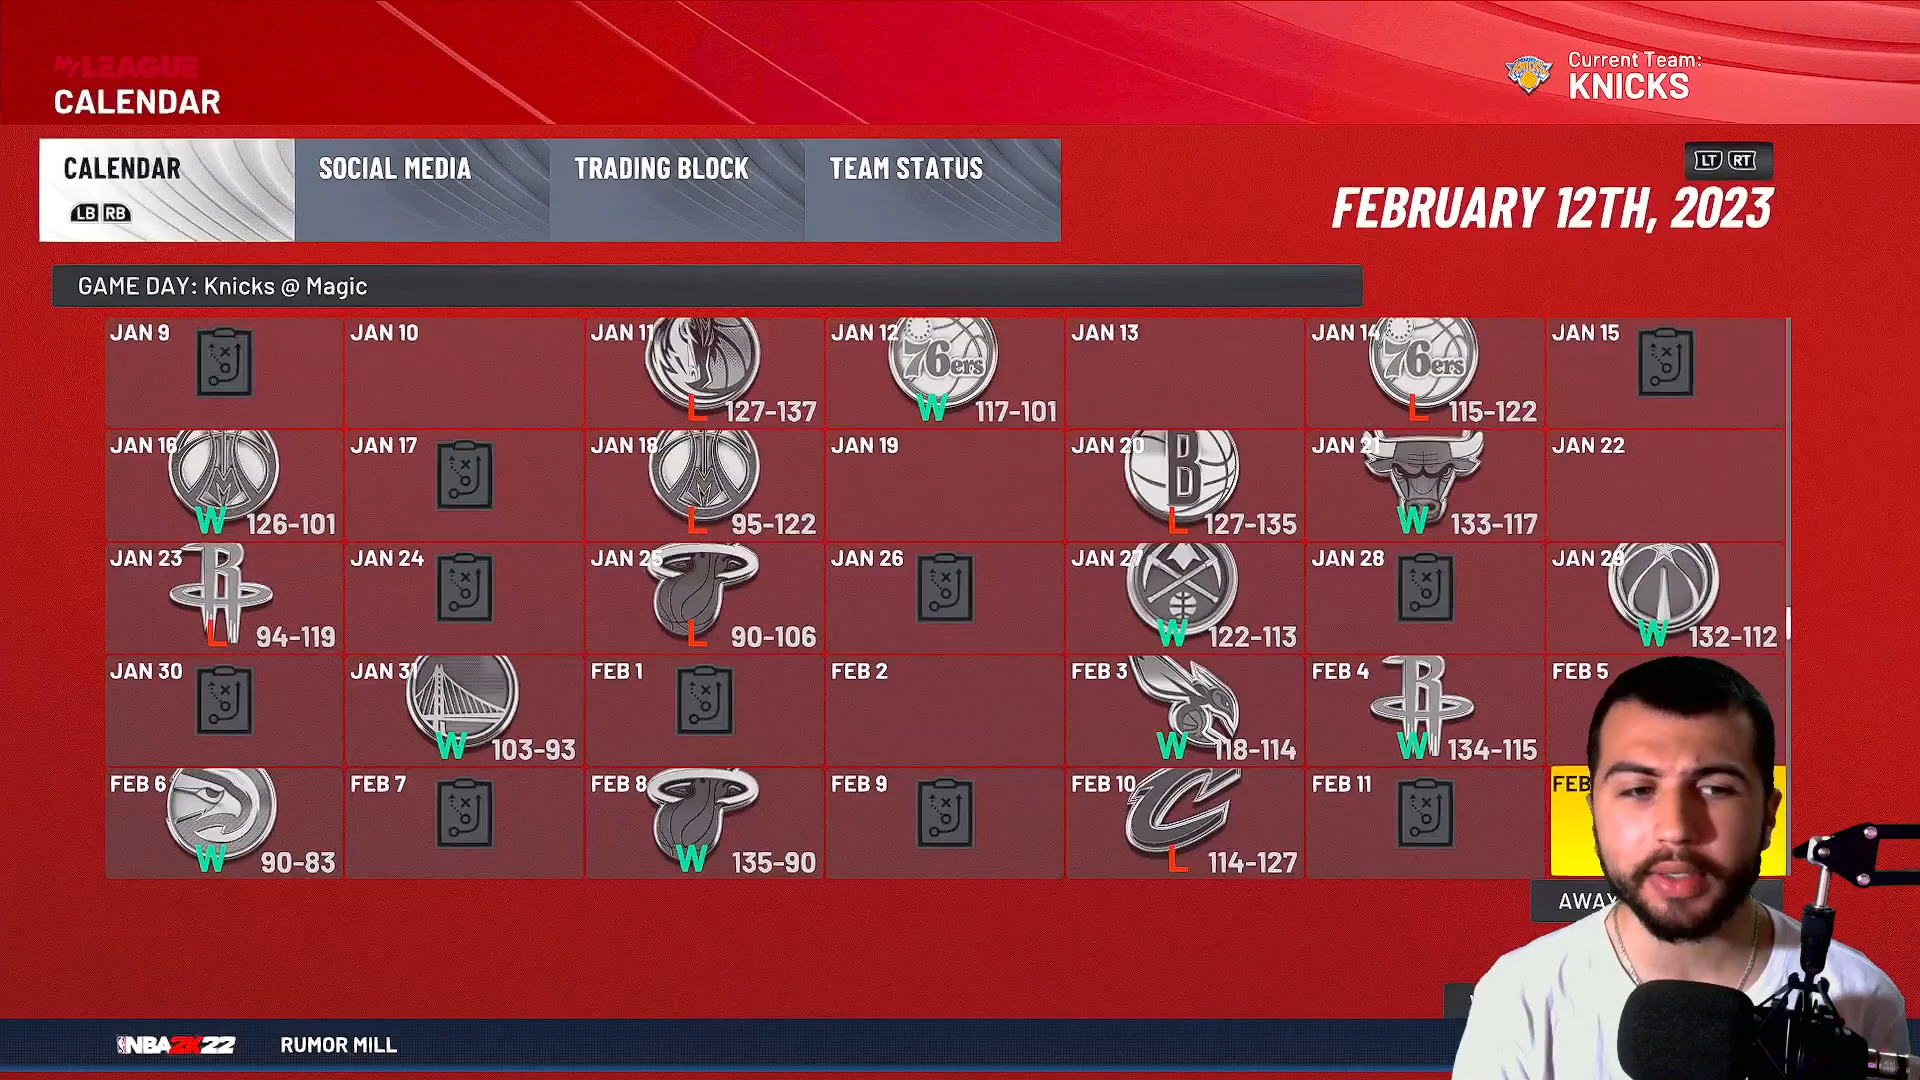 MyLEAGUE
CALENDAR
Current Team:
KNICKS
CALENDAR
LB RB
SOCIAL MEDIA
TRADING BLOCK
TEAM STATUS
LT RT
FEBRUARY 12TH, 2023
GAME DAY: Knicks @ Magic
JAN 9
JAN 10
JAN 11 L 127-137
JAN 12 76ers W 117-101
JAN 13
JAN 14 76ers L 115-122
JAN 15
JAN 16 M W 126-101
JAN 17
JAN 18 M L 95-122
JAN 19
JAN 20 B L 127-135
JAN 21 W 133-117
JAN 22
JAN 23 R L 94-119
JAN 24
JAN 25 L 90-106
JAN 26
JAN 27 W 122-113
JAN 28
JAN 29 W 132-112
JAN 30
JAN 31 W 103-93
FEB 1
FEB 2
FEB 3 W 118-114
FEB 4 R W 134-115
FEB 5
FEB 6 W 90-83
FEB 7
FEB 8 W 135-90
FEB 9
FEB 10 C L 114-127
FEB 11
FEB
AWAY
NBA 2K22
RUMOR MILL